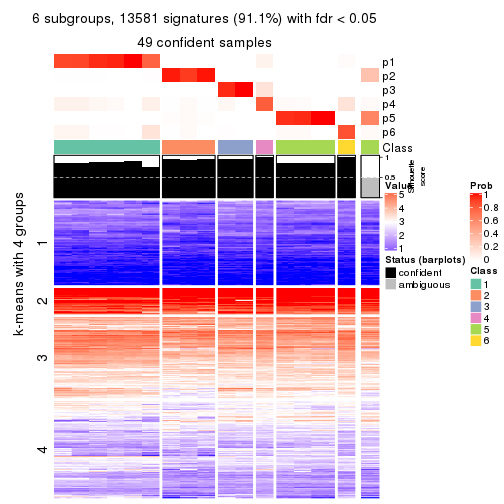 6 subgroups, 13581 signatures (91.1%) with fdr < 0.05
49 confident samples
p1
p2
p3
p4
p5
p6
Class
1
0.5
0
Silhouette
score
k-means with 4 groups
1
2
3
4
Value
5
4
3
2
1
Status (barplots)
confident
ambiguous
Prob
1
0.8
0.6
0.4
0.2
0
Class
1
2
3
4
5
6